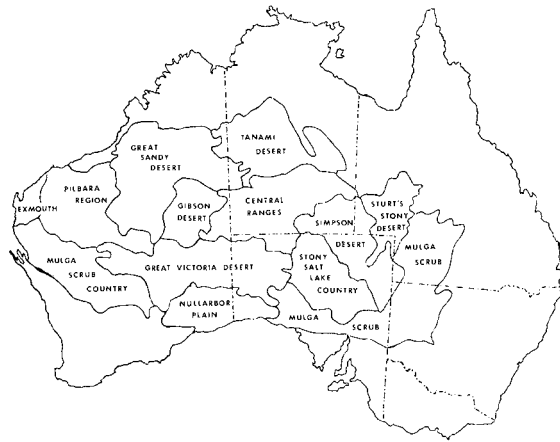 GREAT
SANDY
DESERT
TANAMI
DESERT
PILBARA
REGION
EXMOUTH
GIBSON
DESERT
CENTRAL
RANGES
SIMPSON
DESERT
STURT'S
STONY
DESERT
MULGA
SCRUB
MULGA
SCRUB
COUNTRY
GREAT VICTORIA DESERT
STONY
SALT
LAKE
COUNTRY
NULLARBOR
PLAIN
MULGA SCRUB